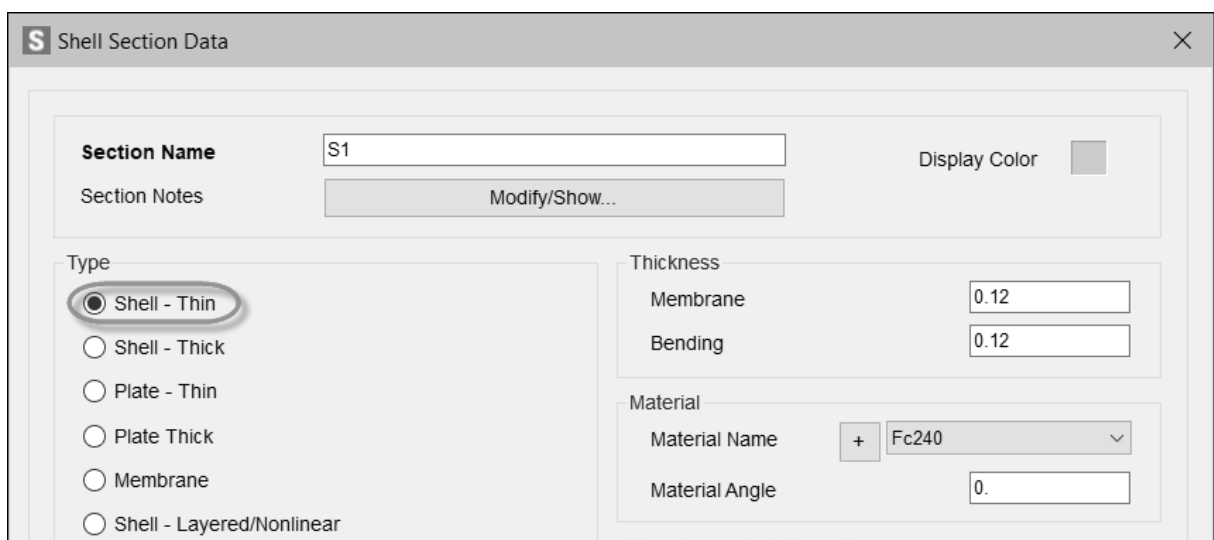 S Shell Section Data
Section Name S1 Display Color
Section Notes Modify/Show...
Type
Shell - Thin
Shell - Thick
Plate - Thin
Plate Thick
Membrane
Shell - Layered/Nonlinear
Thickness
Membrane 0.12
Bending 0.12
Material
Material Name + Fc240
Material Angle 0.